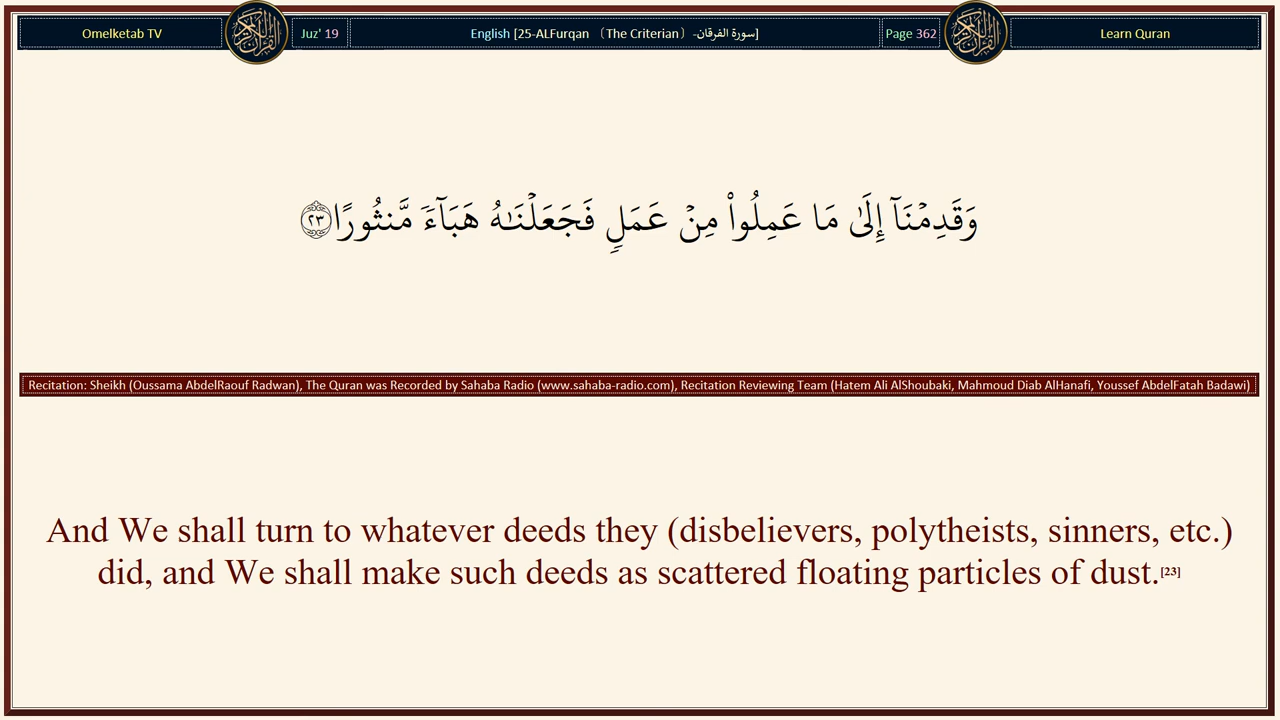 Omelketab TV
Juz' 19
English [25-ALFurqan （The Criterian）-سورة الفرقان]
Page 362
Learn Quran
وَقَدِمۡنَآ إِلَىٰ مَا عَمِلُواْ مِنۡ عَمَلٖ فَجَعَلۡنَٰهُ هَبَآءٗ مَّنثُورًا ٢٣
Recitation: Sheikh (Oussama AbdelRaouf Radwan), The Quran was Recorded by Sahaba Radio (www.sahaba-radio.com), Recitation Reviewing Team (Hatem Ali AlShoubaki, Mahmoud Diab AlHanafi, Youssef AbdelFatah Badawi)
And We shall turn to whatever deeds they (disbelievers, polytheists, sinners, etc.)
did, and We shall make such deeds as scattered floating particles of dust.[23]